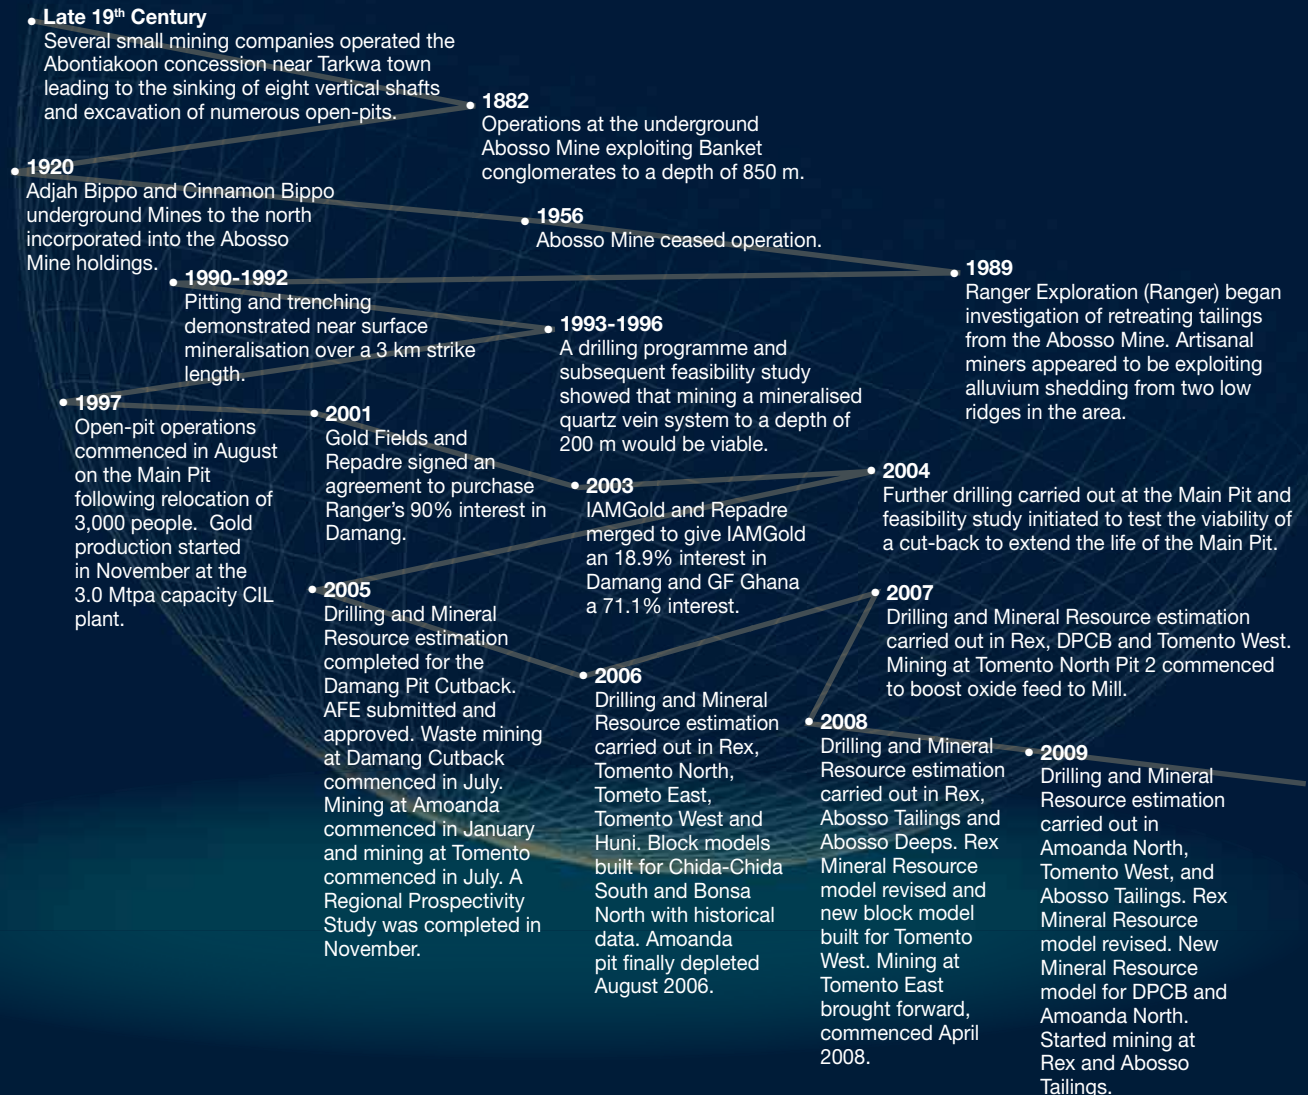 Late 19th Century
Several small mining companies operated the
Abontiakoon concession near Tarkwa town
leading to the sinking of eight vertical shafts
and excavation of numerous open-pits.
1882
Operations at the underground
Abosso Mine exploiting Banket
conglomerates to a depth of 850 m.
1920
Adjah Bippo and Cinnamon Bippo
underground Mines to the north
incorporated into the Abosso
Mine holdings.
1956
Abosso Mine ceased operation.
1989
Ranger Exploration (Ranger) began
investigation of retreating tailings
from the Abosso Mine. Artisanal
miners appeared to be exploiting
alluvium shedding from two low
ridges in the area.
1990-1992
Pitting and trenching
demonstrated near surface
mineralisation over a 3 km strike
length.
1993-1996
A drilling programme and
subsequent feasibility study
showed that mining a mineralised
quartz vein system to a depth of
200 m would be viable.
1997
Open-pit operations
commenced in August
on the Main Pit
following relocation of
3,000 people.  Gold
production started
in November at the
3.0 Mtpa capacity CIL
plant.
2001
Gold Fields and
Repadre signed an
agreement to purchase
Ranger's 90% interest in
Damang.
2003
IAMGold and Repadre
merged to give IAMGold
an 18.9% interest in
Damang and GF Ghana
a 71.1% interest.
2004
Further drilling carried out at the Main Pit and
feasibility study initiated to test the viability of
a cut-back to extend the life of the Main Pit.
2005
Drilling and Mineral
Resource estimation
completed for the
Damang Pit Cutback.
AFE submitted and
approved. Waste mining
at Damang Cutback
commenced in July.
Mining at Amoanda
commenced in January
and mining at Tomento
commenced in July. A
Regional Prospectivity
Study was completed in
November.
2006
Drilling and Mineral
Resource estimation
carried out in Rex,
Tomento North,
Tometo East,
Tomento West and
Huni. Block models
built for Chida-Chida
South and Bonsa
North with historical
data. Amoanda
pit finally depleted
August 2006.
2007
Drilling and Mineral Resource estimation
carried out in Rex, DPCB and Tomento West.
Mining at Tomento North Pit 2 commenced
to boost oxide feed to Mill.
2008
Drilling and Mineral
Resource estimation
carried out in Rex,
Abosso Tailings and
Abosso Deeps. Rex
Mineral Resource
model revised and
new block model
built for Tomento
West. Mining at
Tomento East
brought forward,
commenced April
2008.
2009
Drilling and Mineral
Resource estimation
carried out in
Amoanda North,
Tomento West, and
Abosso Tailings. Rex
Mineral Resource
model revised. New
Mineral Resource
model for DPCB and
Amoanda North.
Started mining at
Rex and Abosso
Tailings.